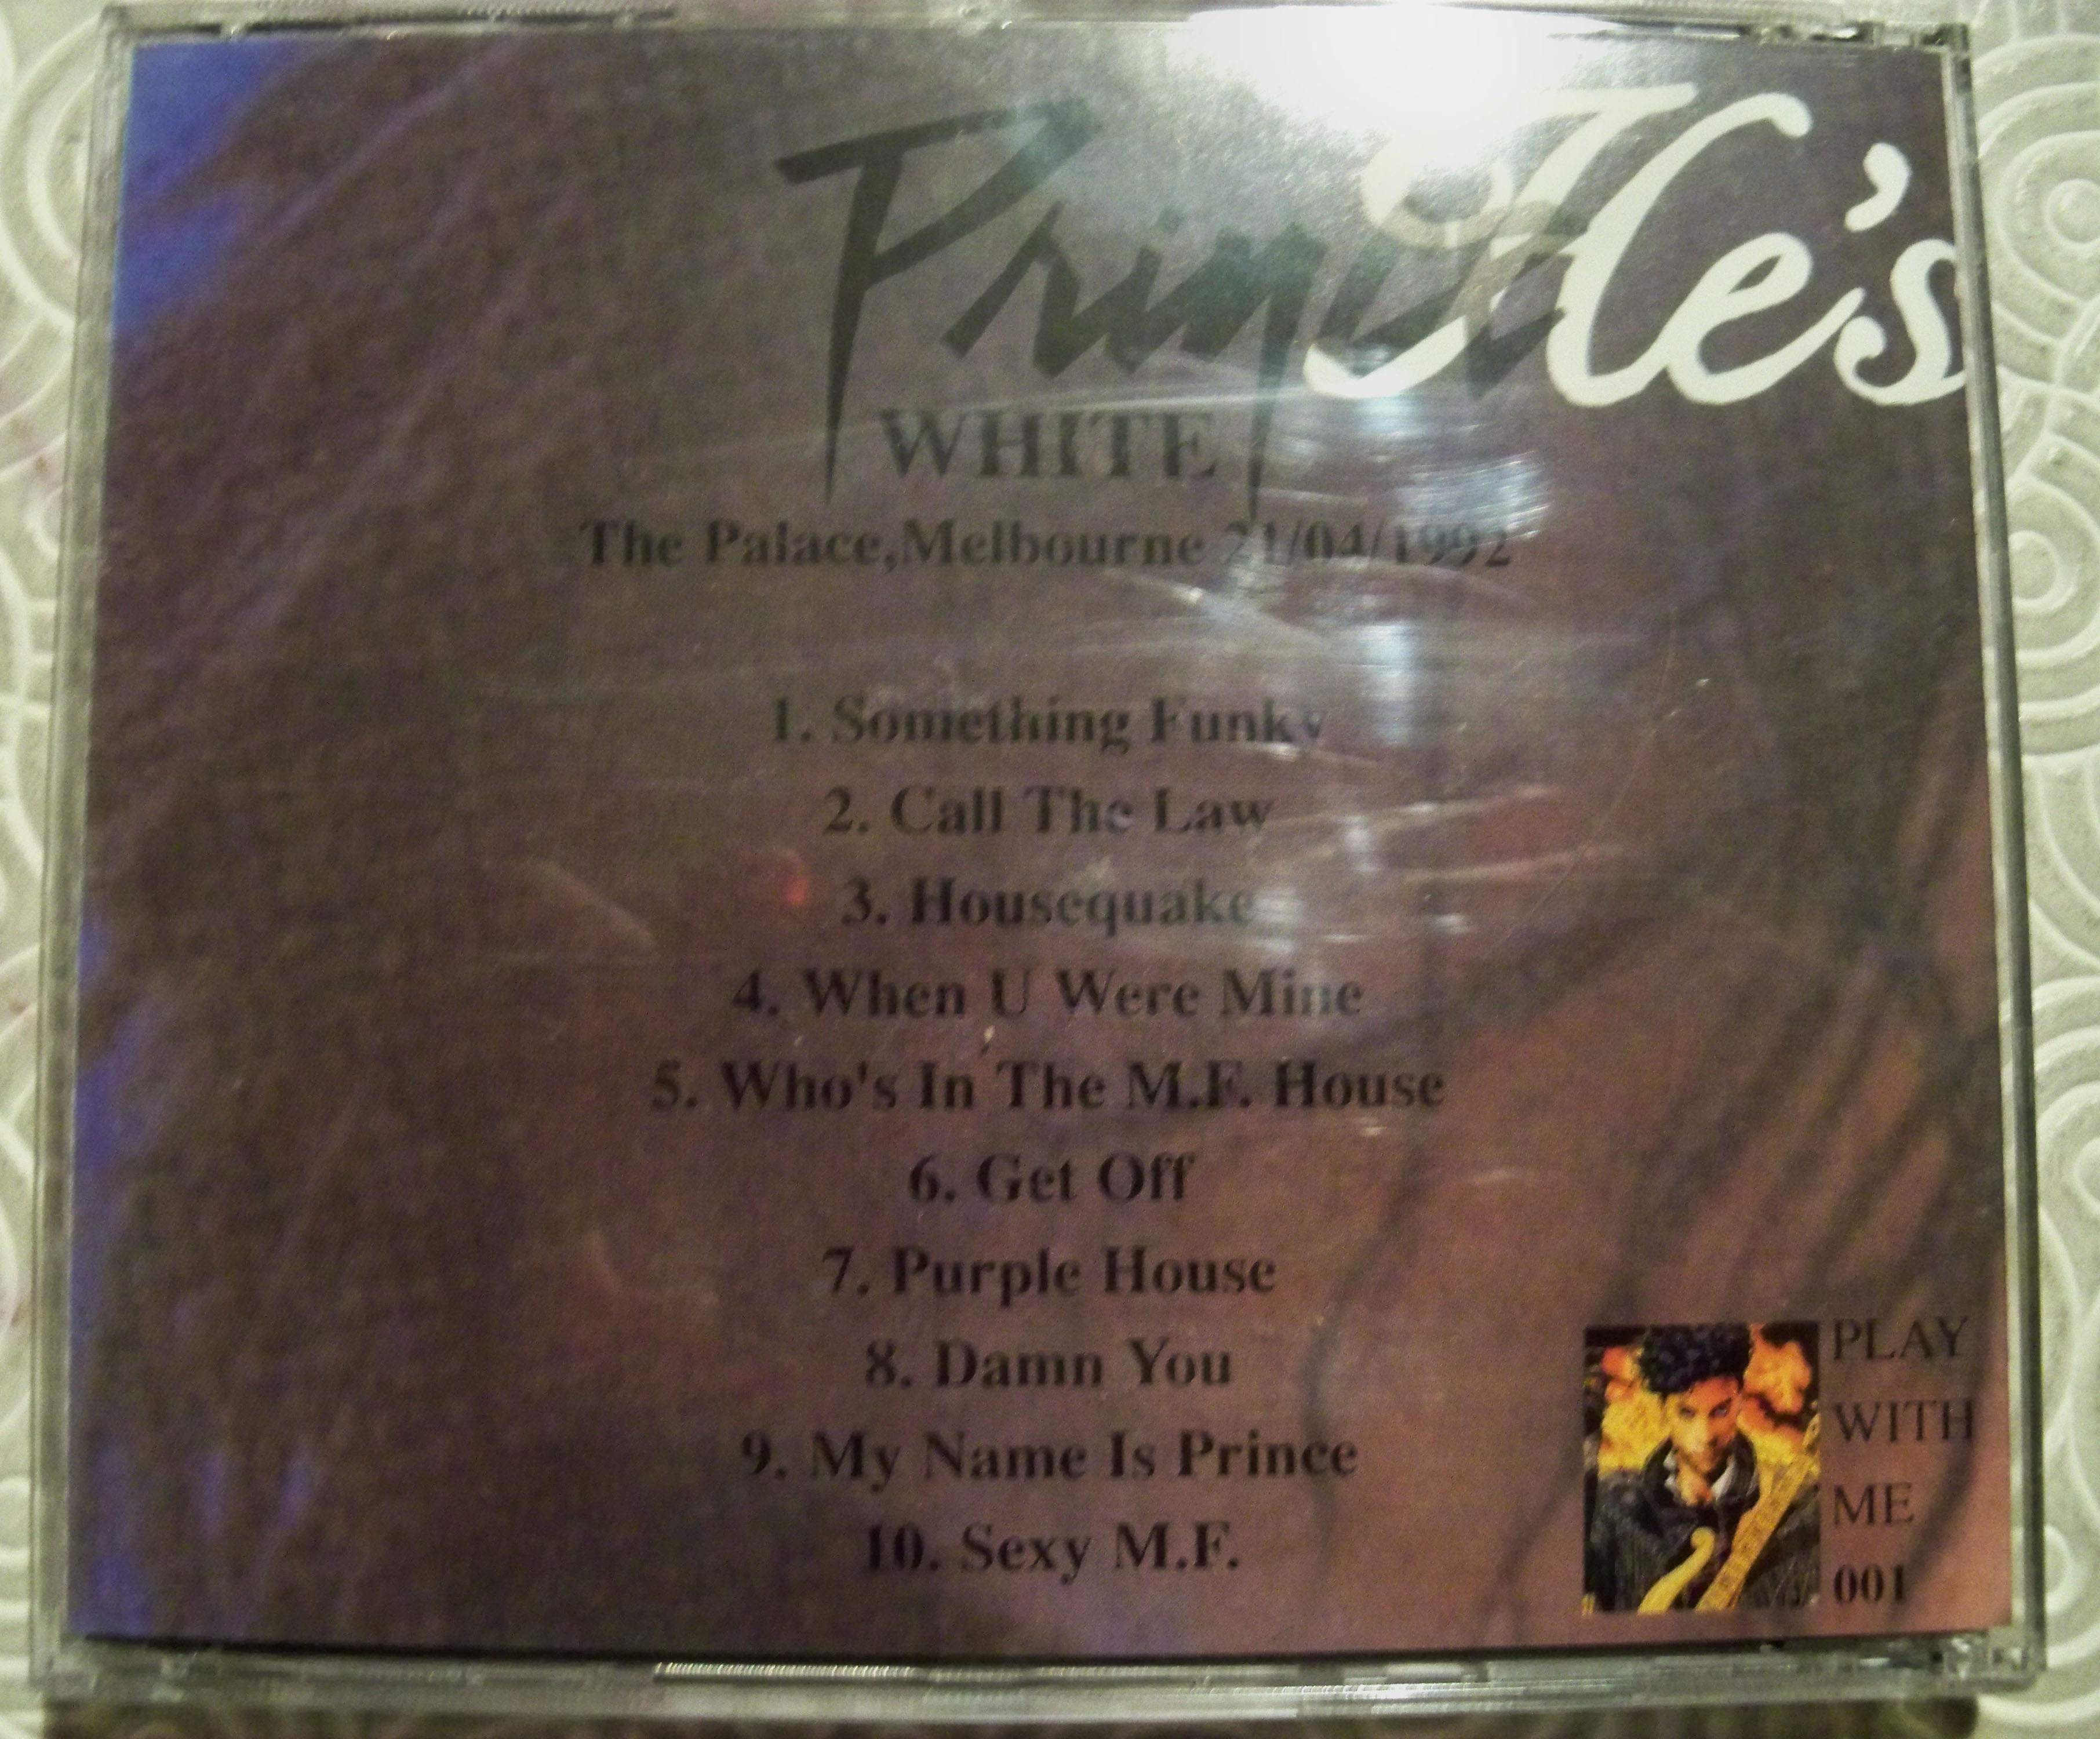 Prince
He's
WHITE
The Palace,Melbourne 21/04/1992
1. Something Funky
2. Call The Law
3. Housequake
4. When U Were Mine
5. Who's In The M.F. House
6. Get Off
7. Purple House
8. Damn You
9. My Name Is Prince
10. Sexy M.F.
PLAY
WITH
ME
001